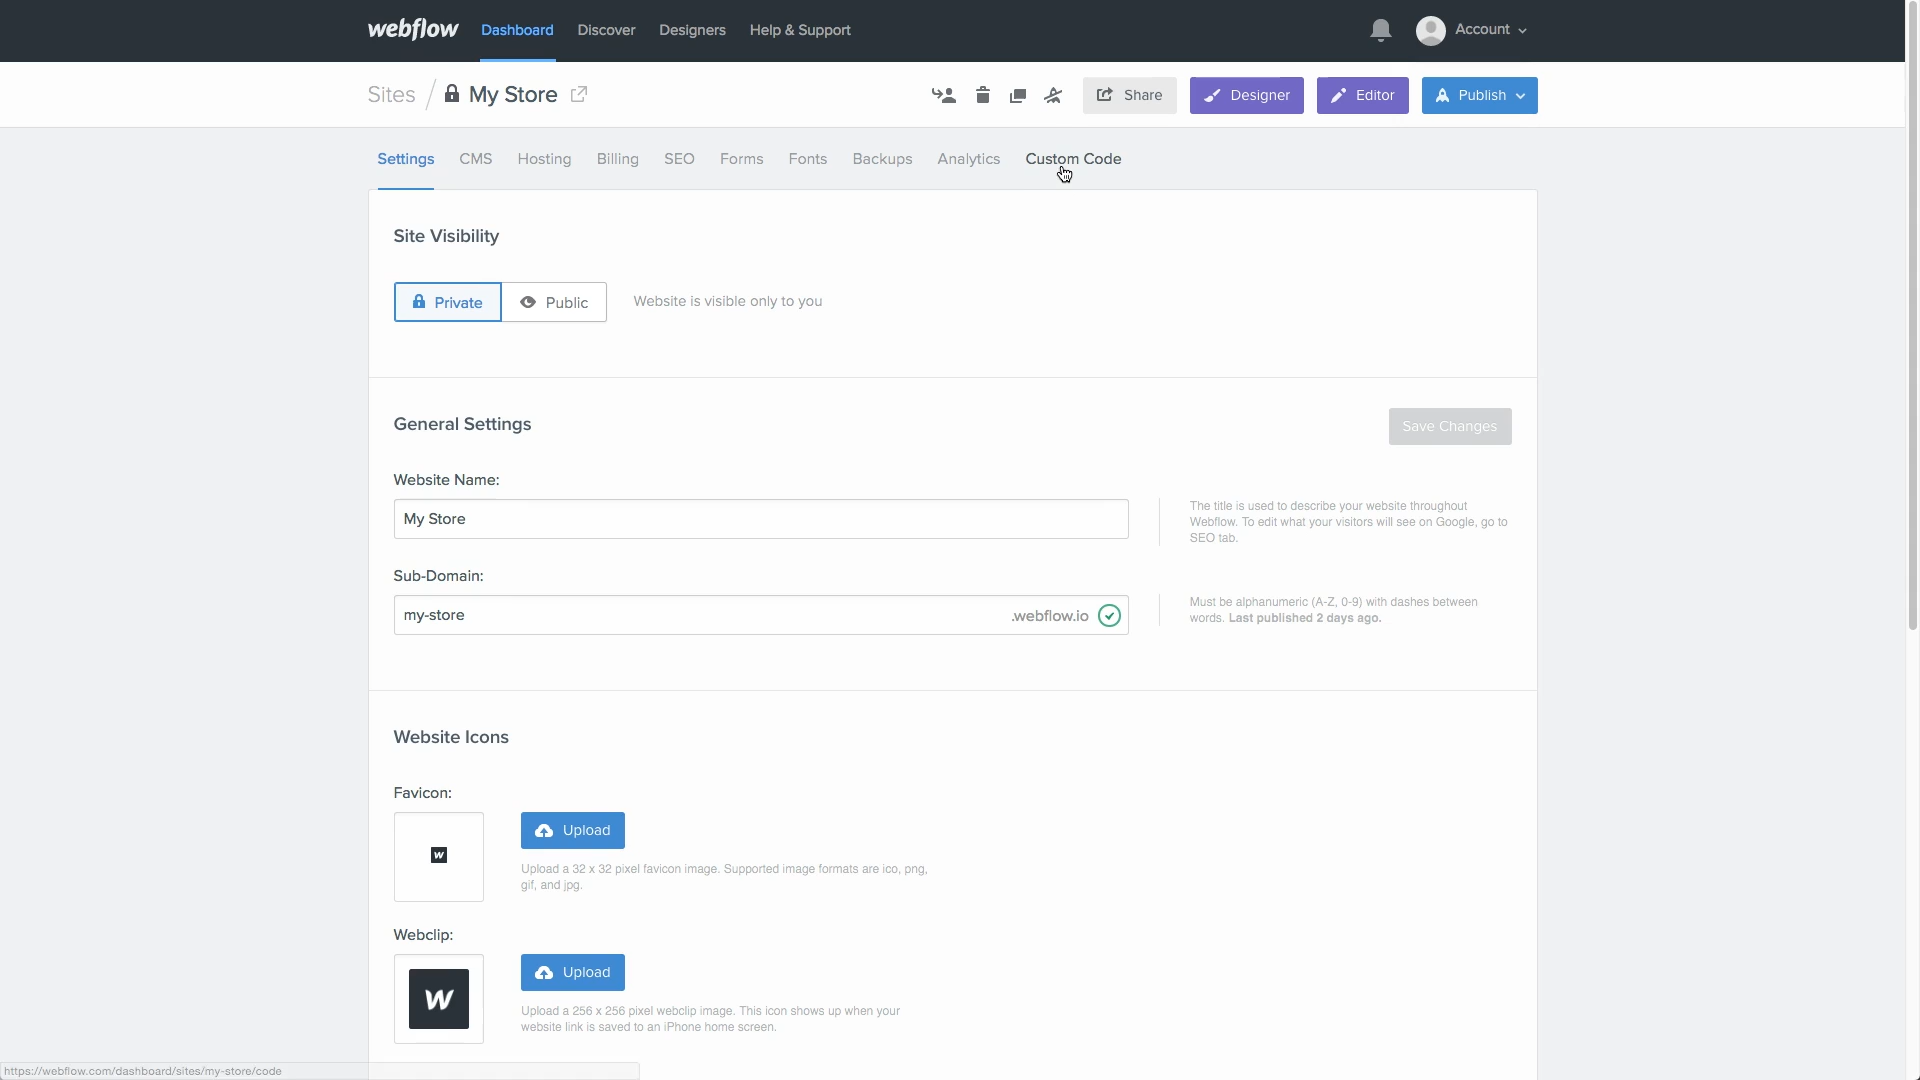 webflow Dashboard Discover Designers Help & Support Account
Sites / My Store Share Designer Editor Publish
Settings CMS Hosting Billing SEO Forms Fonts Backups Analytics Custom Code
Site Visibility
Private Public Website is visible only to you
General Settings Save Changes
Website Name:
My Store
The title is used to describe your website throughout
Webflow. To edit what your visitors will see on Google, go to
SEO tab.
Sub-Domain:
my-store .webflow.io
Must be alphanumeric (A-Z, 0-9) with dashes between
words. Last published 2 days ago.
Website Icons
Favicon:
W
Upload
Upload a 32 x 32 pixel favicon image. Supported image formats are ico, png,
gif, and jpg.
Webclip:
W
Upload
Upload a 256 x 256 pixel webclip image. This icon shows up when your
website link is saved to an iPhone home screen.
https://webflow.com/dashboard/sites/my-store/code